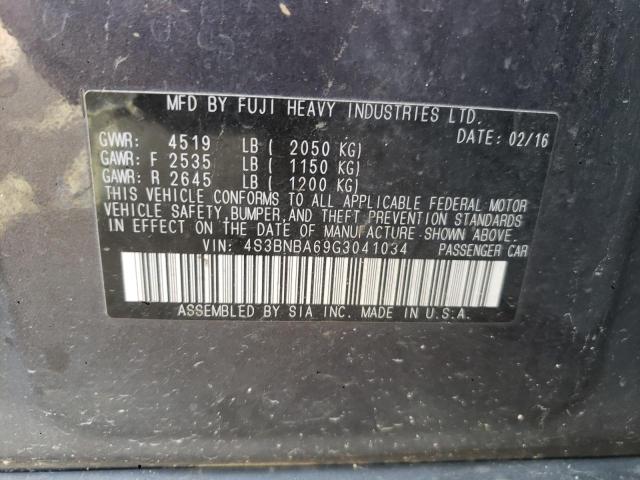 MFD BY FUJI HEAVY INDUSTRIES LTD.
GVWR: 4519 LB ( 2050 KG) DATE: 02/16
GAWR: F 2535 LB ( 1150 KG)
GAWR: R 2645 LB ( 1200 KG)
THIS VEHICLE CONFORMS TO ALL APPLICABLE FEDERAL MOTOR
VEHICLE SAFETY, BUMPER, AND THEFT PREVENTION STANDARDS
IN EFFECT ON THE DATE OF MANUFACTURE SHOWN ABOVE.
VIN: 4S3BNBA69G3041034 PASSENGER CAR
ASSEMBLED BY SIA INC. MADE IN U.S.A.